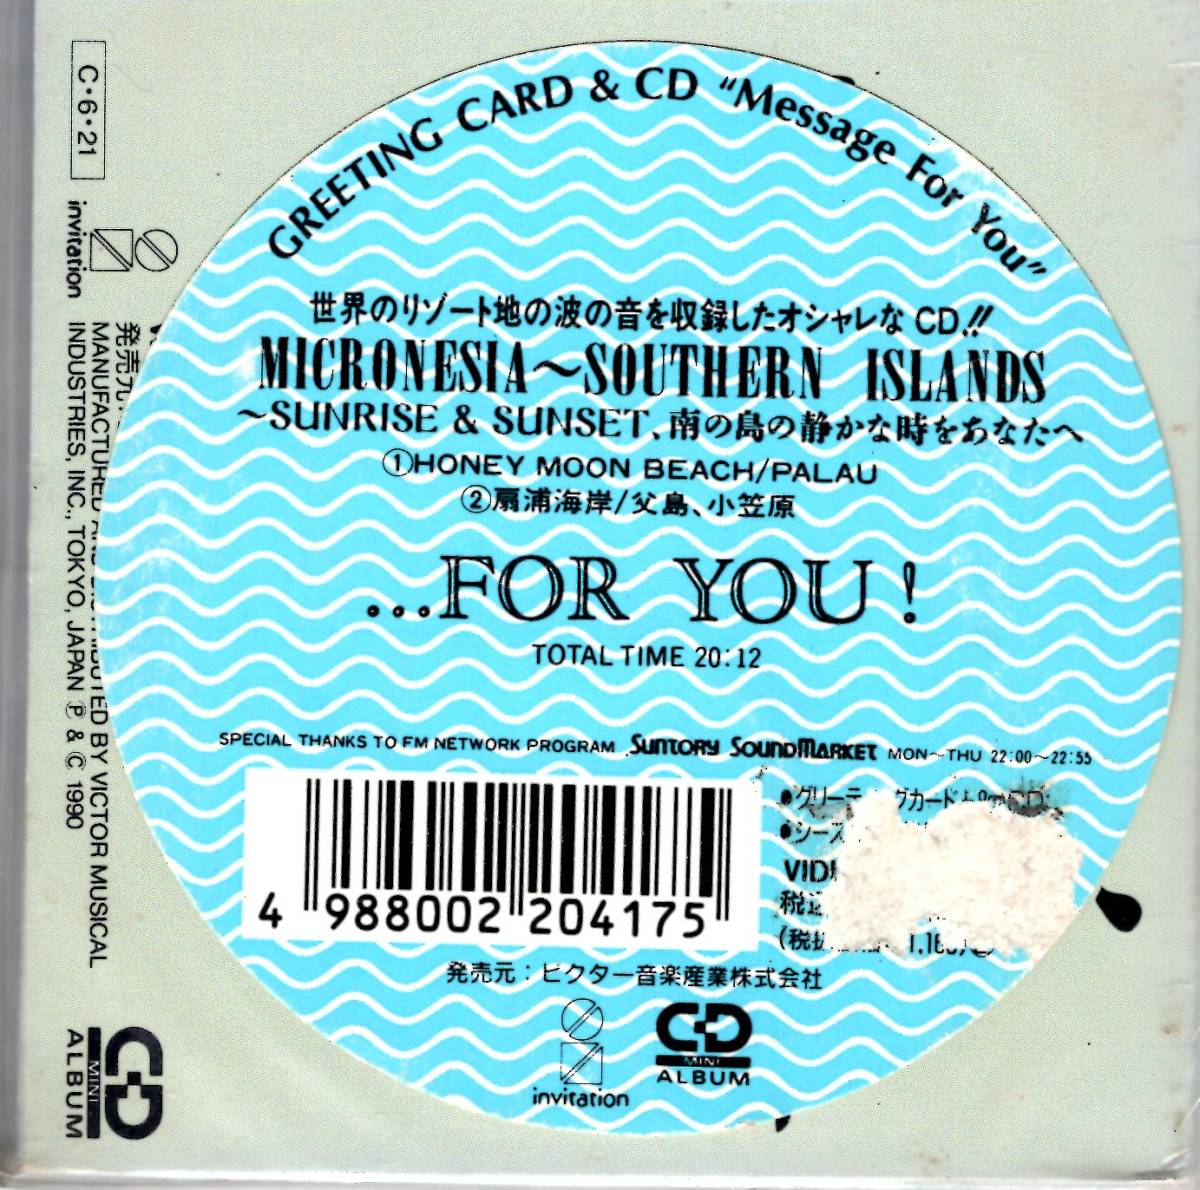 GREETING CARD & CD "Message For You"
世界のリゾート地の波の音を収録したオシャレな CD!!
MICRONESIA～SOUTHERN ISLANDS
～SUNRISE & SUNSET、南の島の静かな時をあなたへ
①HONEY MOON BEACH/PALAU
②扇浦海岸/父島、小笠原
...FOR YOU!
TOTAL TIME 20:12
SPECIAL THANKS TO FM NETWORK PROGRAM SUNTORY SOUNDMARKET MON～THU 22:00～22:55
4 988002 204175
発売元：ビクター音楽産業株式会社
invitation
CD
MINI
ALBUM
C・6・21
invitation
発売元
MANUFACTURED AND DISTRIBUTED BY VICTOR MUSICAL
INDUSTRIES, INC., TOKYO, JAPAN Ⓟ & © 1990
CD
MINI
ALBUM